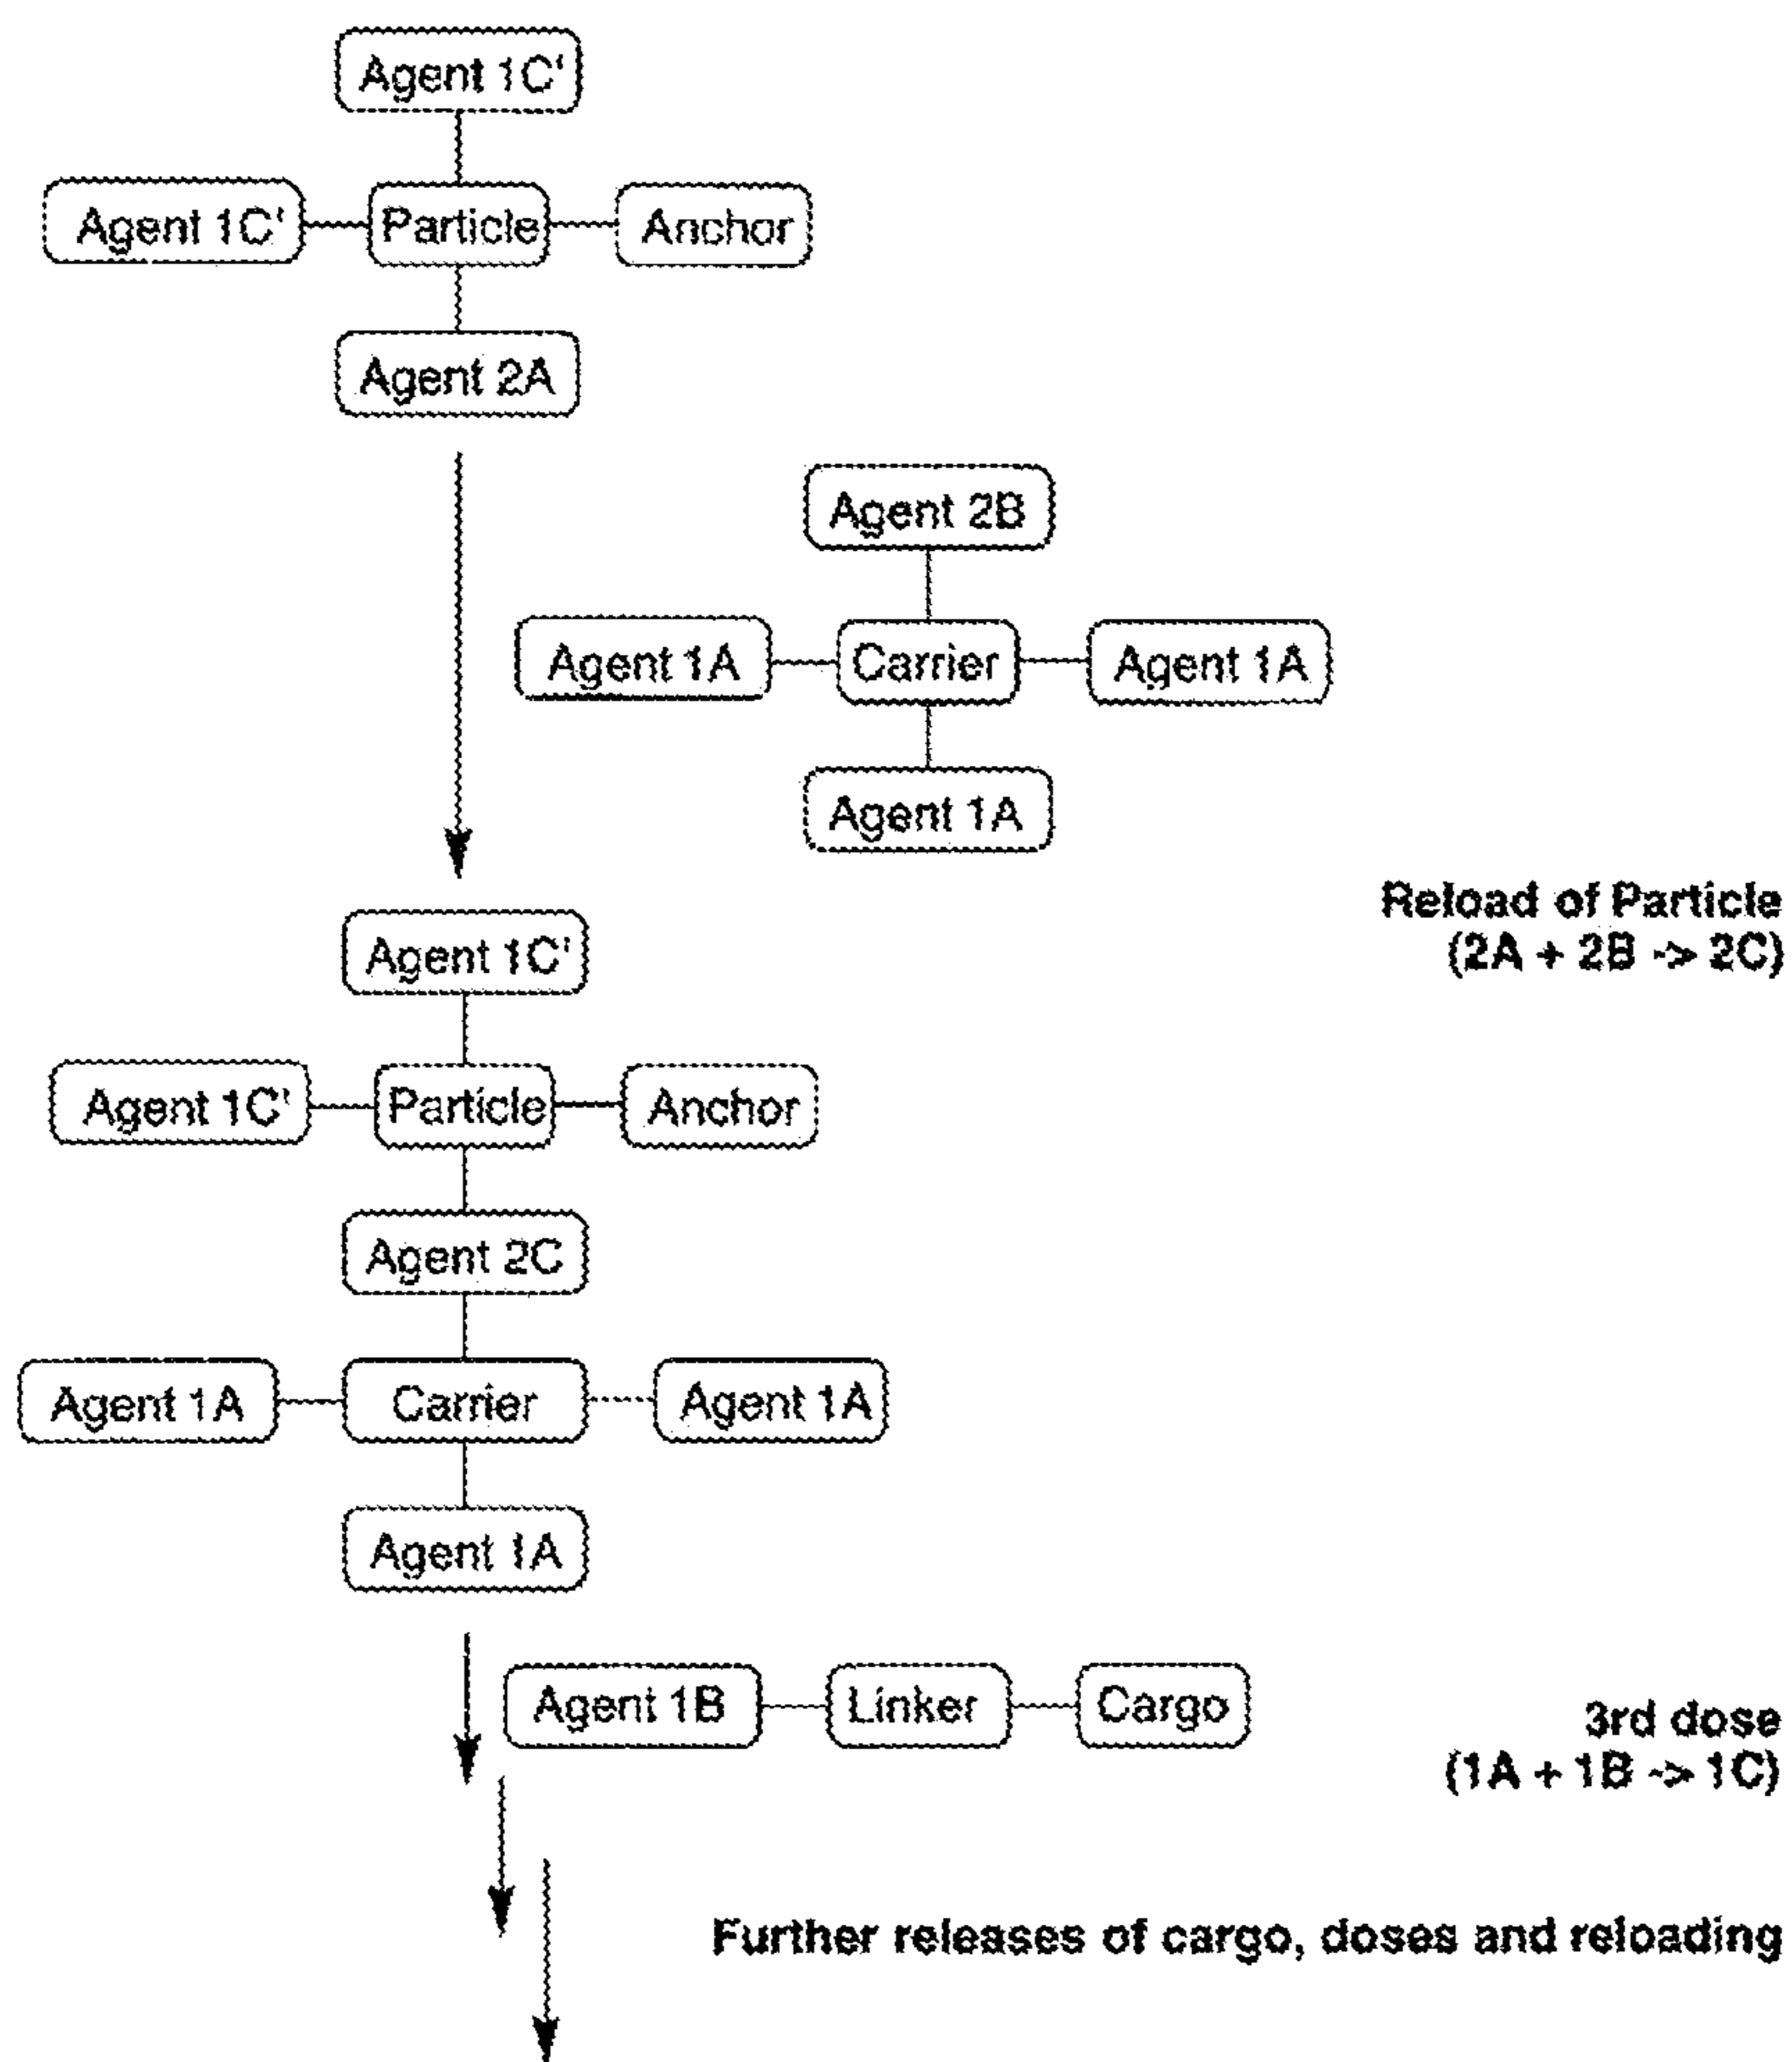 Agent 1C'
Agent 1C' Particle Anchor
Agent 2A
Agent 2B
Agent 1A Carrier Agent 1A
Agent 1A
Reload of Particle
(2A + 2B -> 2C)
Agent 1C'
Agent 1C' Particle Anchor
Agent 2C
Agent 1A Carrier Agent 1A
Agent 1A
Agent 1B Linker Cargo
3rd dose
(1A + 1B -> 1C)
Further releases of cargo, doses and reloading